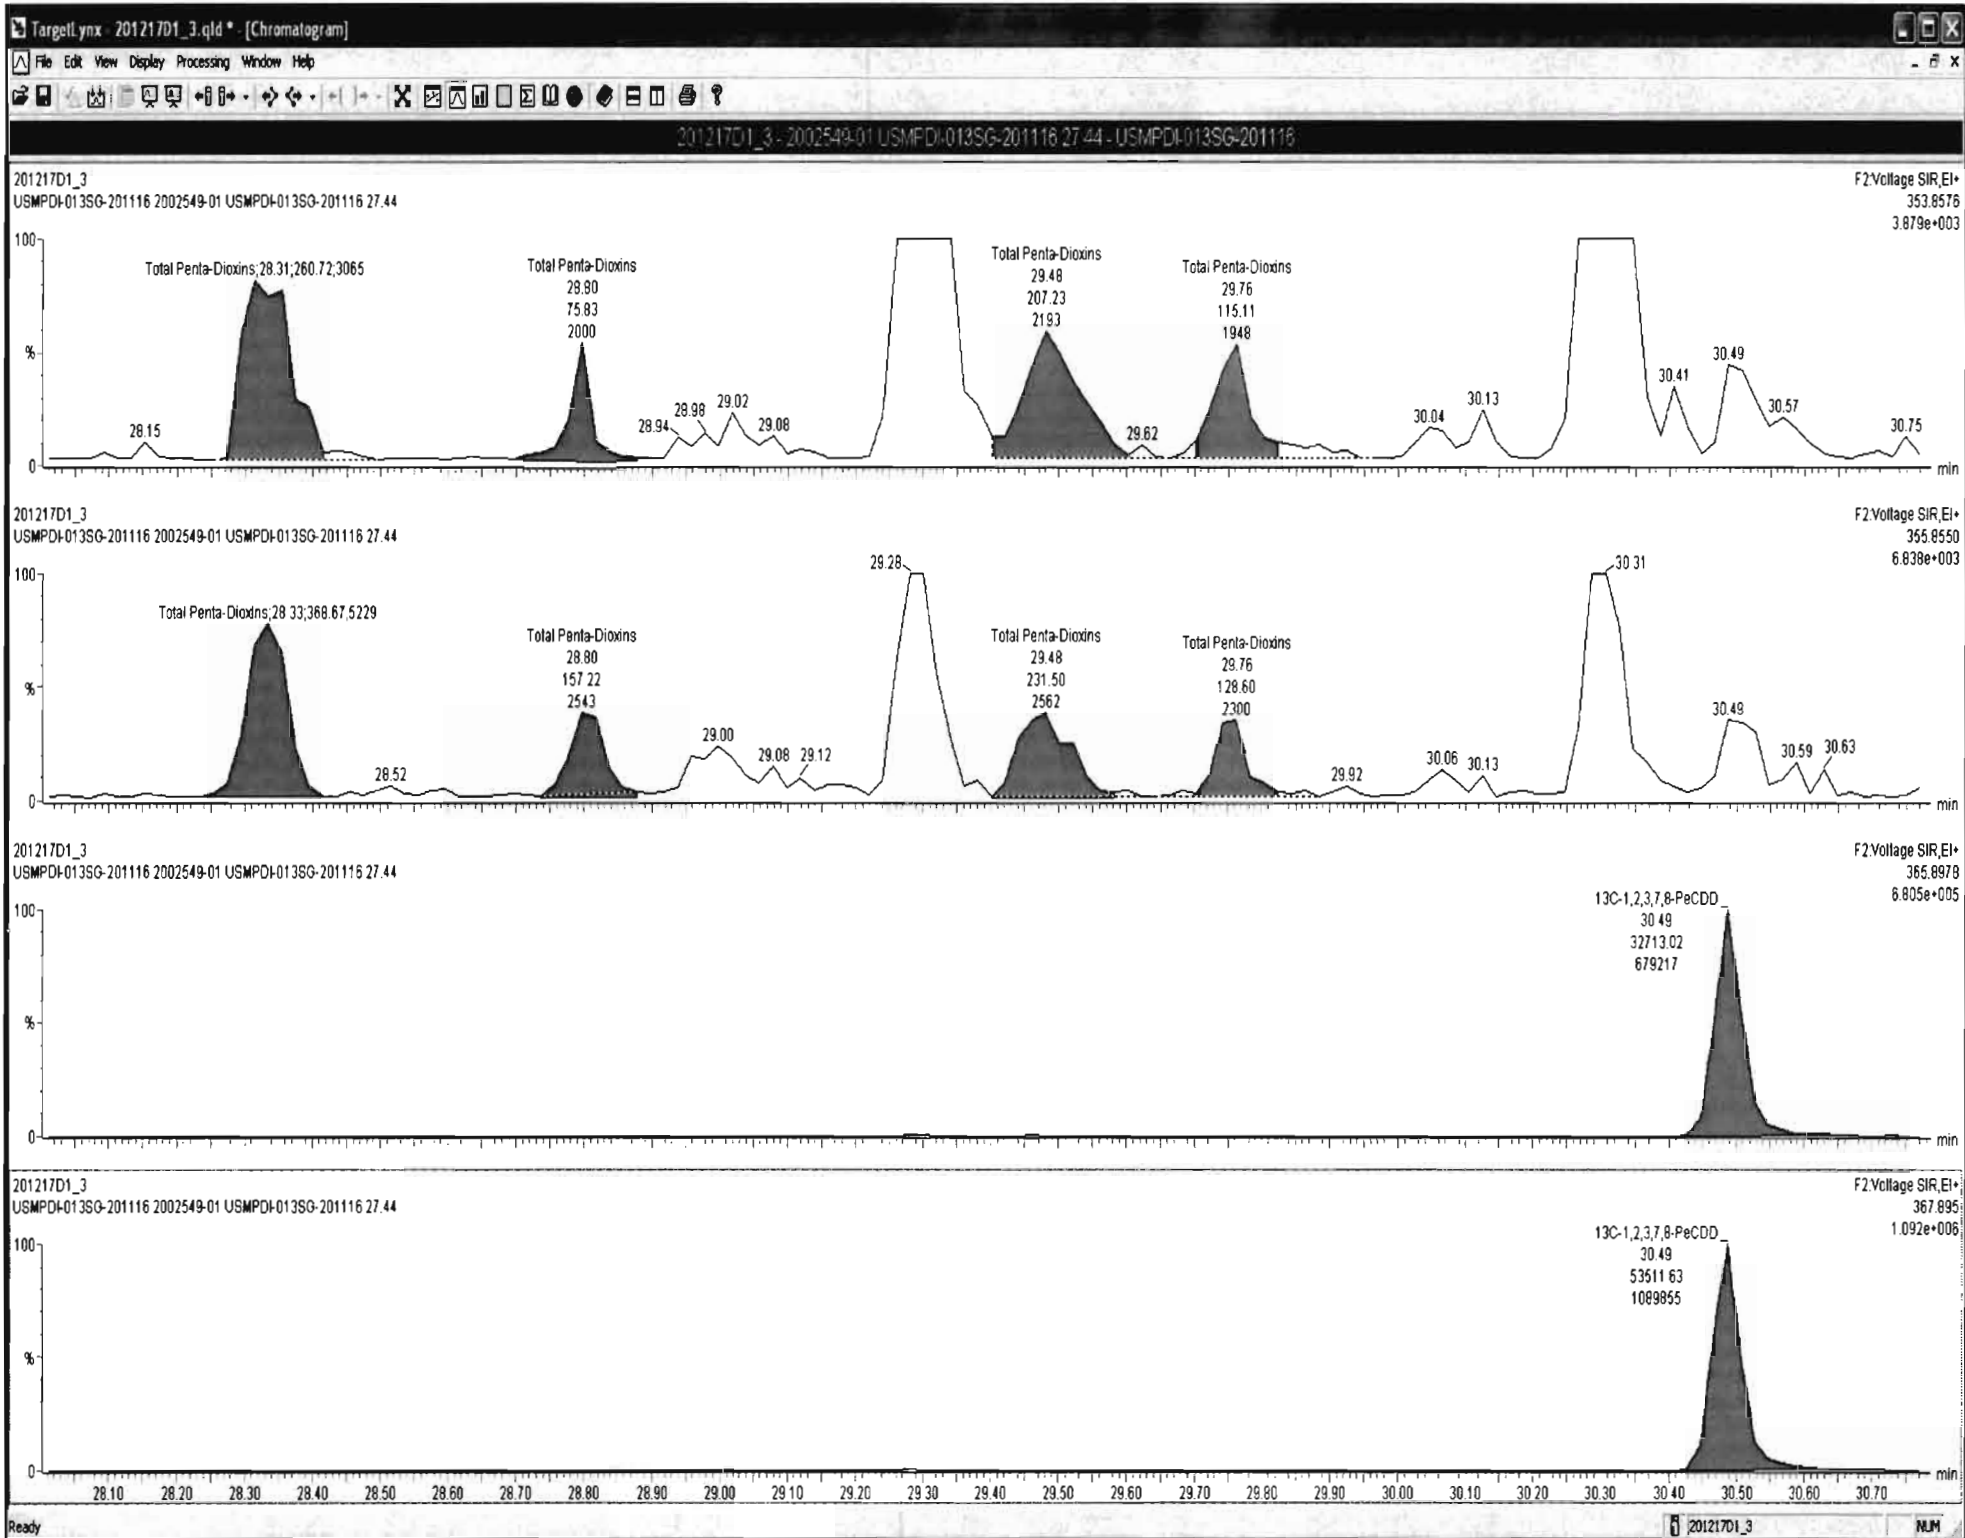 TargetLynx - 201217D1_3.qld * - [Chromatogram]
File Edit View Display Processing Window Help
201217D1_3 - 2002549-01 USMPDI-013SG-201116 27.44 - USMPDI-013SG-201116
201217D1_3
USMPDI-013SG-201116 2002549-01 USMPDI-013SG-201116 27.44
F2:Voltage SIR,EI+
353.8576
3.879e+003
100
%
0
Total Penta-Dioxins;28.31;260.72;3065
Total Penta-Dioxins
28.80
75.83
2000
Total Penta-Dioxins
29.48
207.23
2193
Total Penta-Dioxins
29.76
115.11
1948
28.15
28.94
28.98
29.02
29.08
29.62
30.04
30.13
30.41
30.49
30.57
30.75
min
201217D1_3
USMPDI-013SG-201116 2002549-01 USMPDI-013SG-201116 27.44
F2:Voltage SIR,EI+
355.8550
6.838e+003
100
%
0
Total Penta-Dioxins;28.33;368.67;5229
Total Penta-Dioxins
28.80
157.22
2543
29.28
Total Penta-Dioxins
29.48
231.50
2562
Total Penta-Dioxins
29.76
128.60
2300
30.31
28.52
29.00
29.08
29.12
29.92
30.06
30.13
30.49
30.59
30.63
min
201217D1_3
USMPDI-013SG-201116 2002549-01 USMPDI-013SG-201116 27.44
F2:Voltage SIR,EI+
365.8978
6.805e+005
100
%
0
13C-1,2,3,7,8-PeCDD
30.49
32713.02
679217
min
201217D1_3
USMPDI-013SG-201116 2002549-01 USMPDI-013SG-201116 27.44
F2:Voltage SIR,EI+
367.895
1.092e+006
100
%
0
13C-1,2,3,7,8-PeCDD
30.49
53511.63
1089855
min
28.10 28.20 28.30 28.40 28.50 28.60 28.70 28.80 28.90 29.00 29.10 29.20 29.30 29.40 29.50 29.60 29.70 29.80 29.90 30.00 30.10 30.20 30.30 30.40 30.50 30.60 30.70
Ready
201217D1_3
NUM